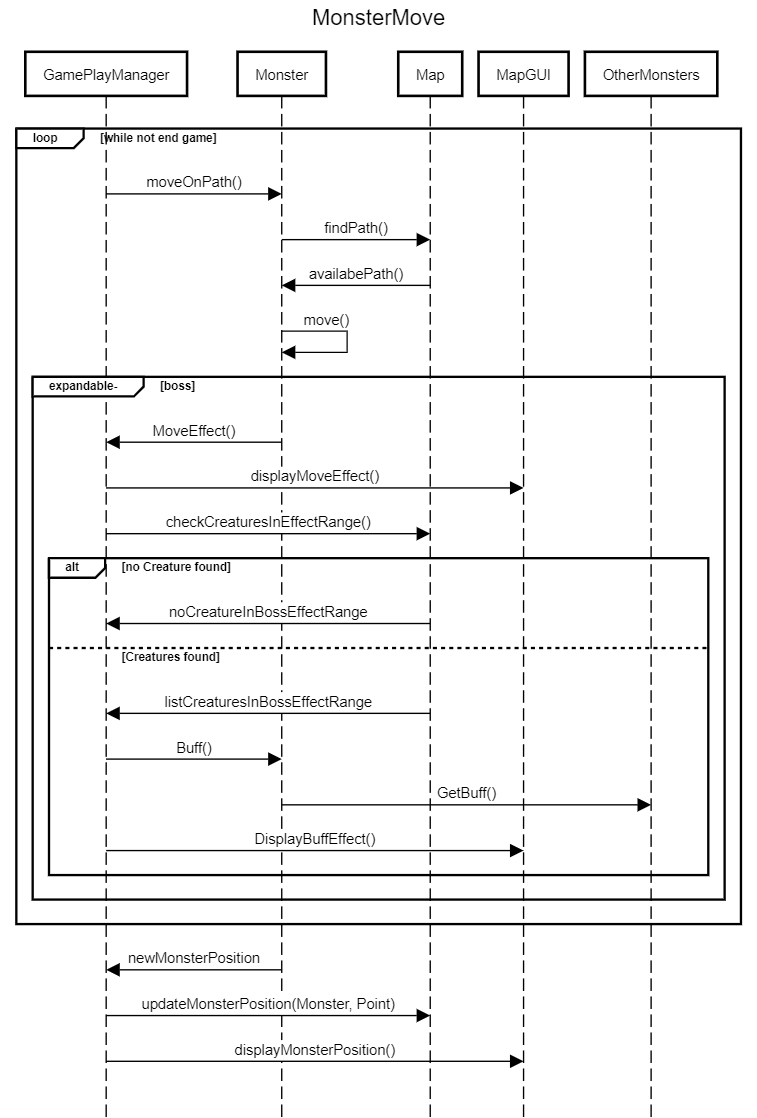 MonsterMove
GamePlayManager
Monster
Map
MapGUI
OtherMonsters
loop
[while not end game]
moveOnPath()
findPath()
availabePath()
move()
expandable-
[boss]
MoveEffect()
displayMoveEffect()
checkCreaturesInEffectRange()
alt
[no Creature found]
noCreatureInBossEffectRange
[Creatures found]
listCreaturesInBossEffectRange
Buff()
GetBuff()
DisplayBuffEffect()
newMonsterPosition
updateMonsterPosition(Monster, Point)
displayMonsterPosition()